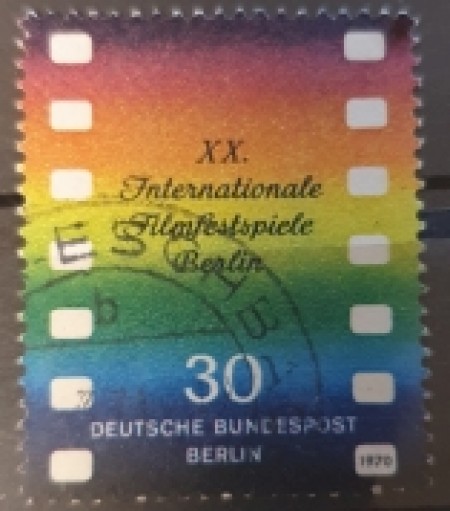 XX.
Internationale
Filmfestspiele
Berlin
30
DEUTSCHE BUNDESPOST
BERLIN
1970
b